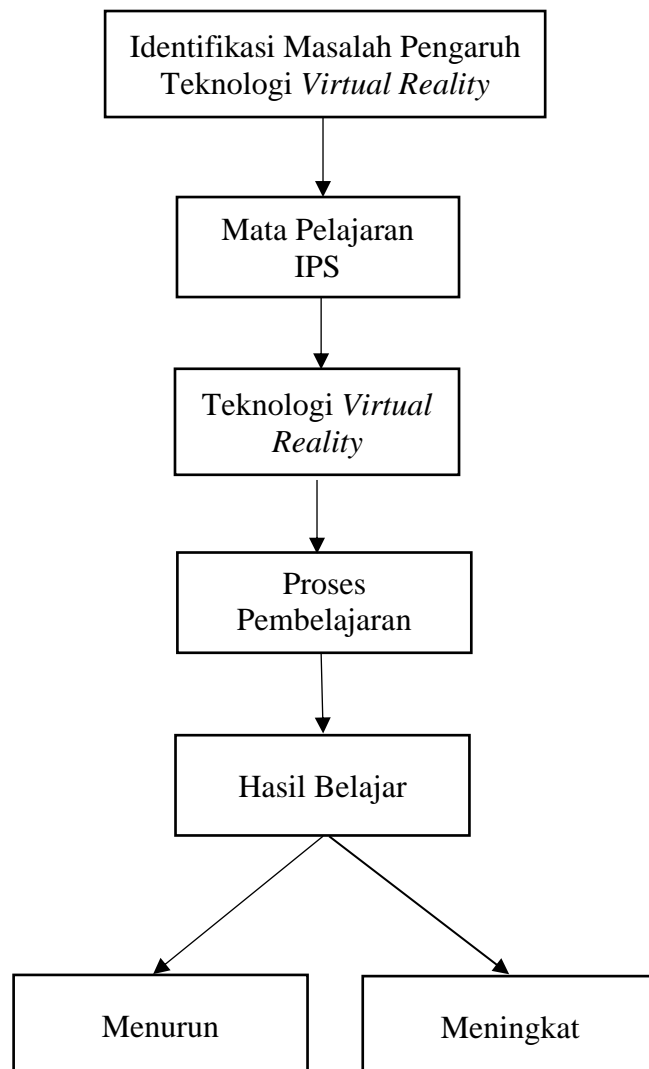 Identifikasi Masalah Pengaruh
Teknologi Virtual Reality
Mata Pelajaran
IPS
Teknologi Virtual
Reality
Proses
Pembelajaran
Hasil Belajar
Menurun
Meningkat